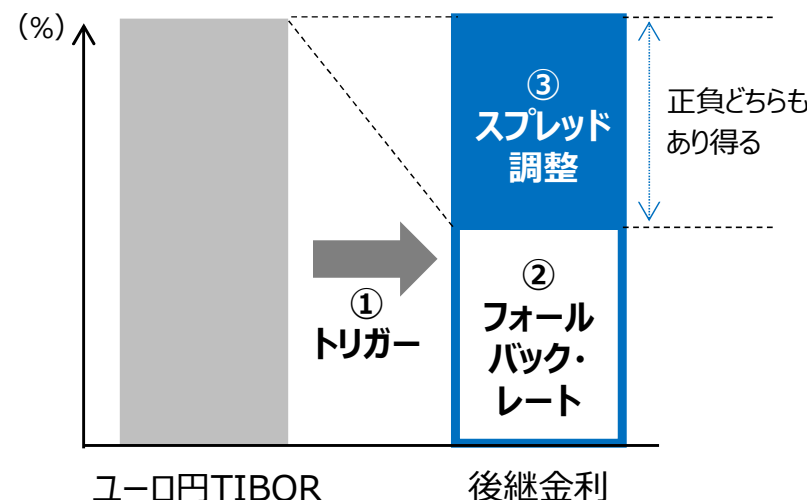 (%)
③
スプレッド
調整
正負どちらも
あり得る
①
トリガー
②
フォール
バック・
レート
ユーロ円TIBOR
後継金利